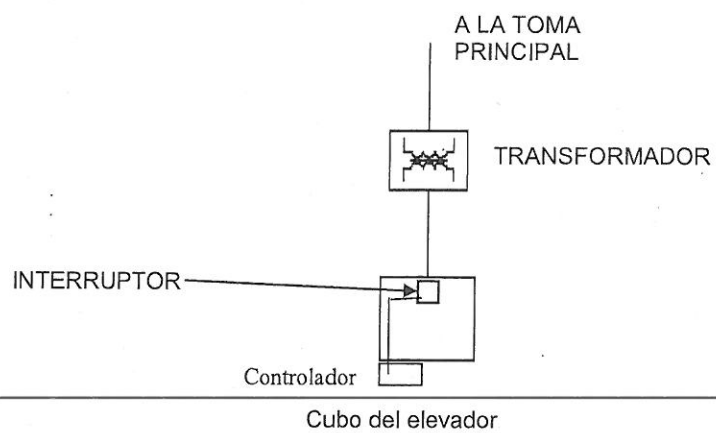 A LA TOMA
PRINCIPAL
TRANSFORMADOR
INTERRUPTOR
Controlador
Cubo del elevador